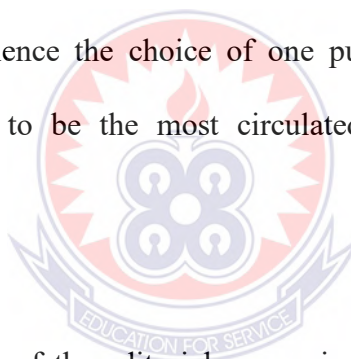 ence the choice of one pu
to be the most circulated
EDUCATION FOR SERVICE
of the editorial